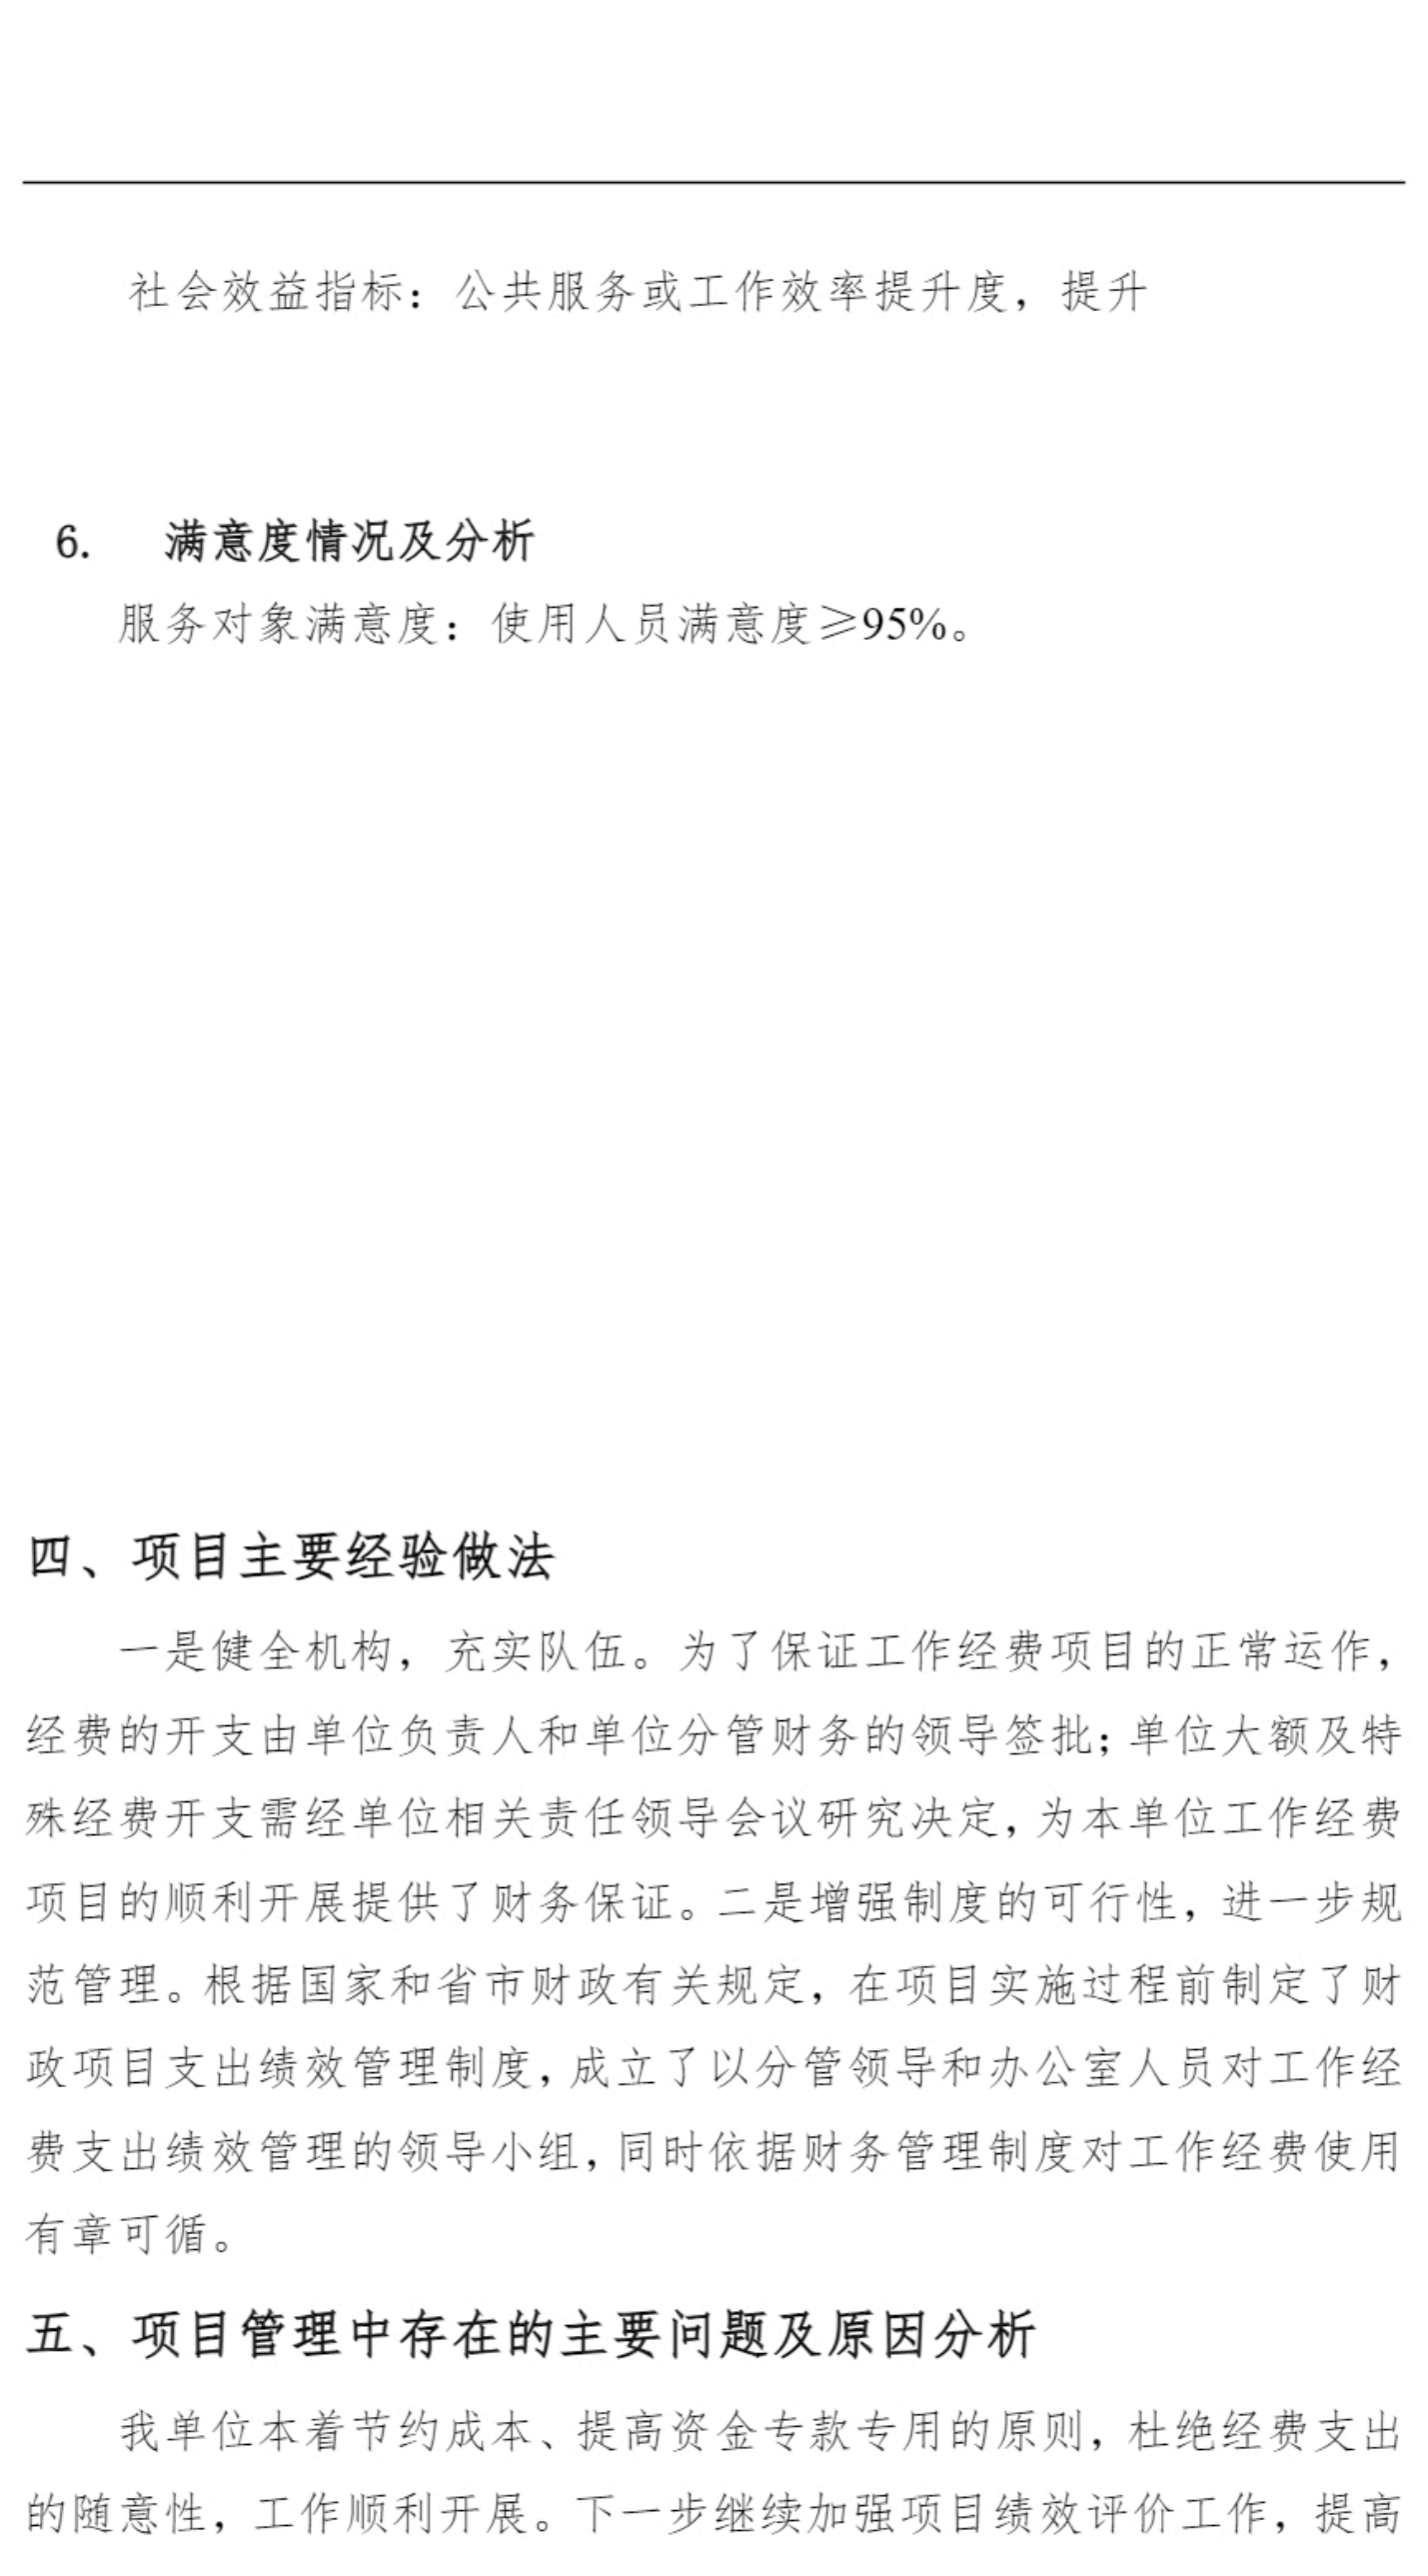 社会效益指标：公共服务或工作效率提升度，提升
6. 满意度情况及分析
服务对象满意度：使用人员满意度≥95%。
四、项目主要经验做法
一是健全机构，充实队伍。为了保证工作经费项目的正常运作，
经费的开支由单位负责人和单位分管财务的领导签批；单位大额及特
殊经费开支需经单位相关责任领导会议研究决定，为本单位工作经费
项目的顺利开展提供了财务保证。二是增强制度的可行性，进一步规
范管理。根据国家和省市财政有关规定，在项目实施过程前制定了财
政项目支出绩效管理制度，成立了以分管领导和办公室人员对工作经
费支出绩效管理的领导小组，同时依据财务管理制度对工作经费使用
有章可循。
五、项目管理中存在的主要问题及原因分析
我单位本着节约成本、提高资金专款专用的原则，杜绝经费支出
的随意性，工作顺利开展。下一步继续加强项目绩效评价工作，提高